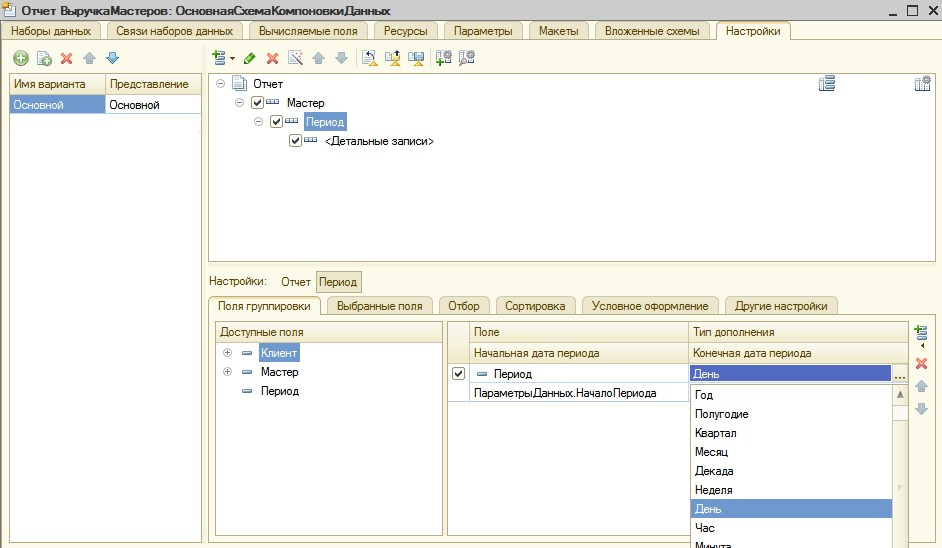 Отчет ВыручкаМастеров: ОсновнаяСхемаКомпоновкиДанных
Наборы данных Связи наборов данных Вычисляемые поля Ресурсы Параметры Макеты Вложенные схемы Настройки
Имя варианта Представление
Основной Основной
Отчет
Мастер
Период
<Детальные записи>
Настройки: Отчет Период
Поля группировки Выбранные поля Отбор Сортировка Условное оформление Другие настройки
Доступные поля
Клиент
Мастер
Период
Поле Тип дополнения
Начальная дата периода Конечная дата периода
Период День ...
ПараметрыДанных.НачалоПериода
Год
Полугодие
Квартал
Месяц
Декада
Неделя
День
Час
Минута